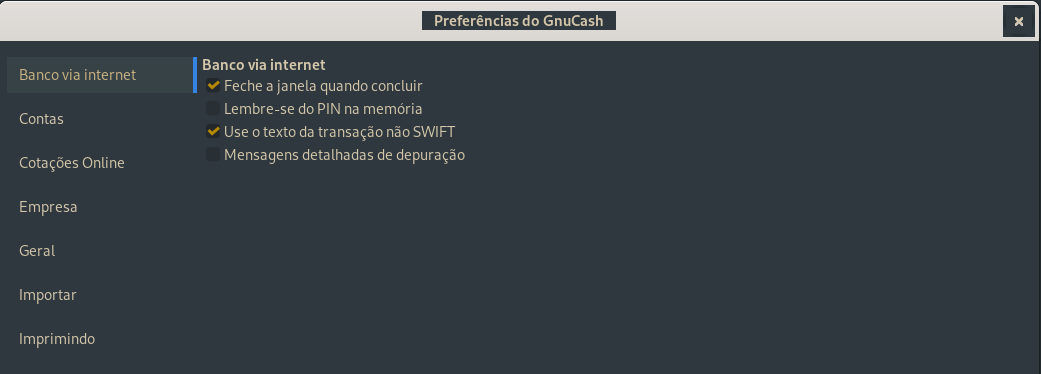 Preferências do GnuCash
Banco via internet
Contas
Cotações Online
Empresa
Geral
Importar
Imprimindo
Banco via internet
Feche a janela quando concluir
Lembre-se do PIN na memória
Use o texto da transação não SWIFT
Mensagens detalhadas de depuração